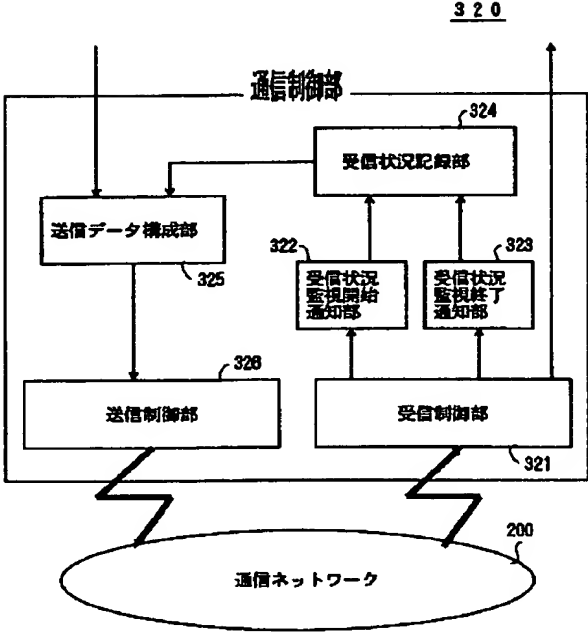 320
通信制御部
324
受信状況記録部
送信データ構成部
325
322
受信状況
監視開始
通知部
323
受信状況
監視終了
通知部
326
送信制御部
受信制御部
321
200
通信ネットワーク